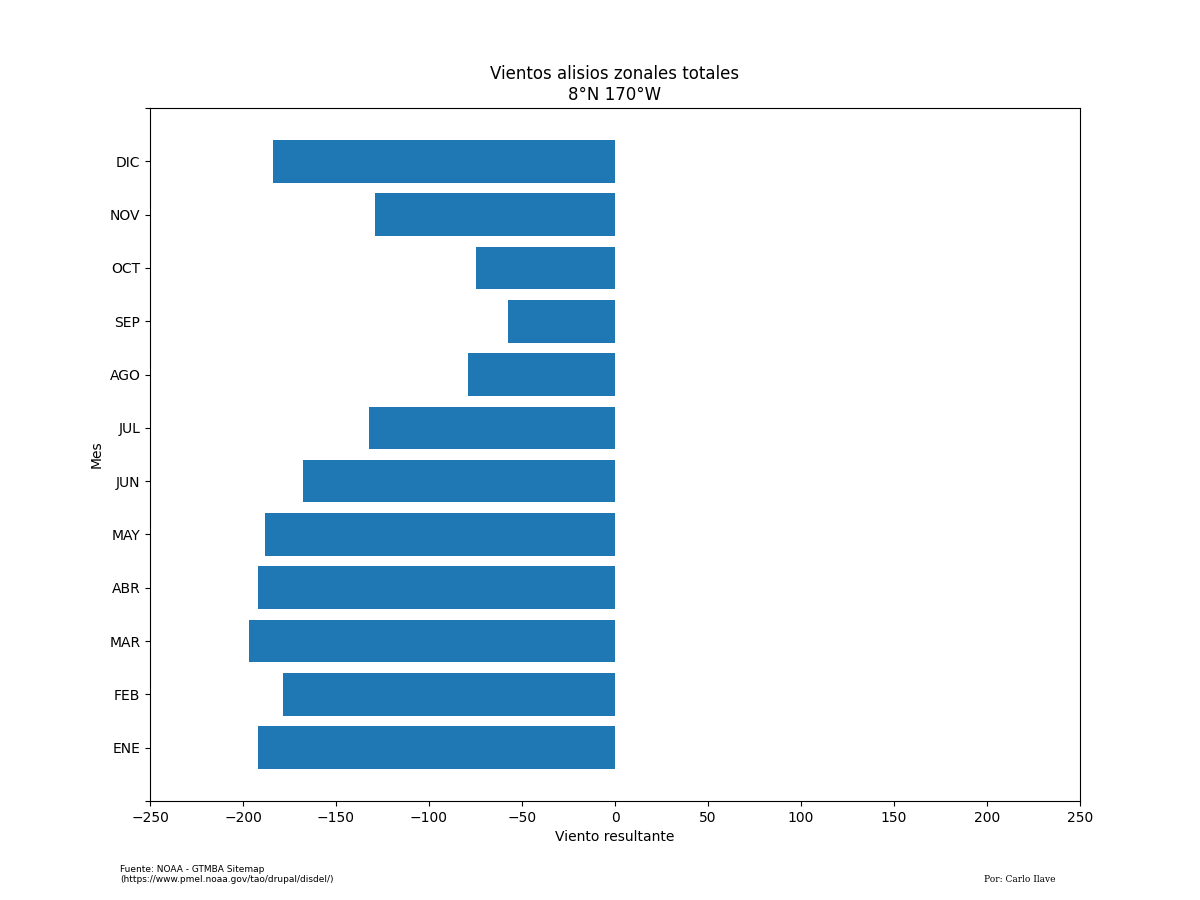 Vientos alisios zonales totales
8°N 170°W
DIC
NOV
OCT
SEP
AGO
JUL
JUN
MAY
ABR
MAR
FEB
ENE
Mes
−250 −200 −150 −100 −50 0 50 100 150 200 250
Viento resultante
Fuente: NOAA - GTMBA Sitemap
(https://www.pmel.noaa.gov/tao/drupal/disdel/)
Por: Carlo Ilave